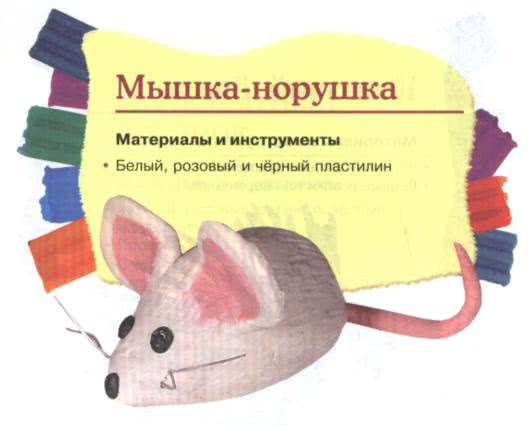 Мышка-норушка
Материалы и инструменты
• Белый, розовый и чёрный пластилин